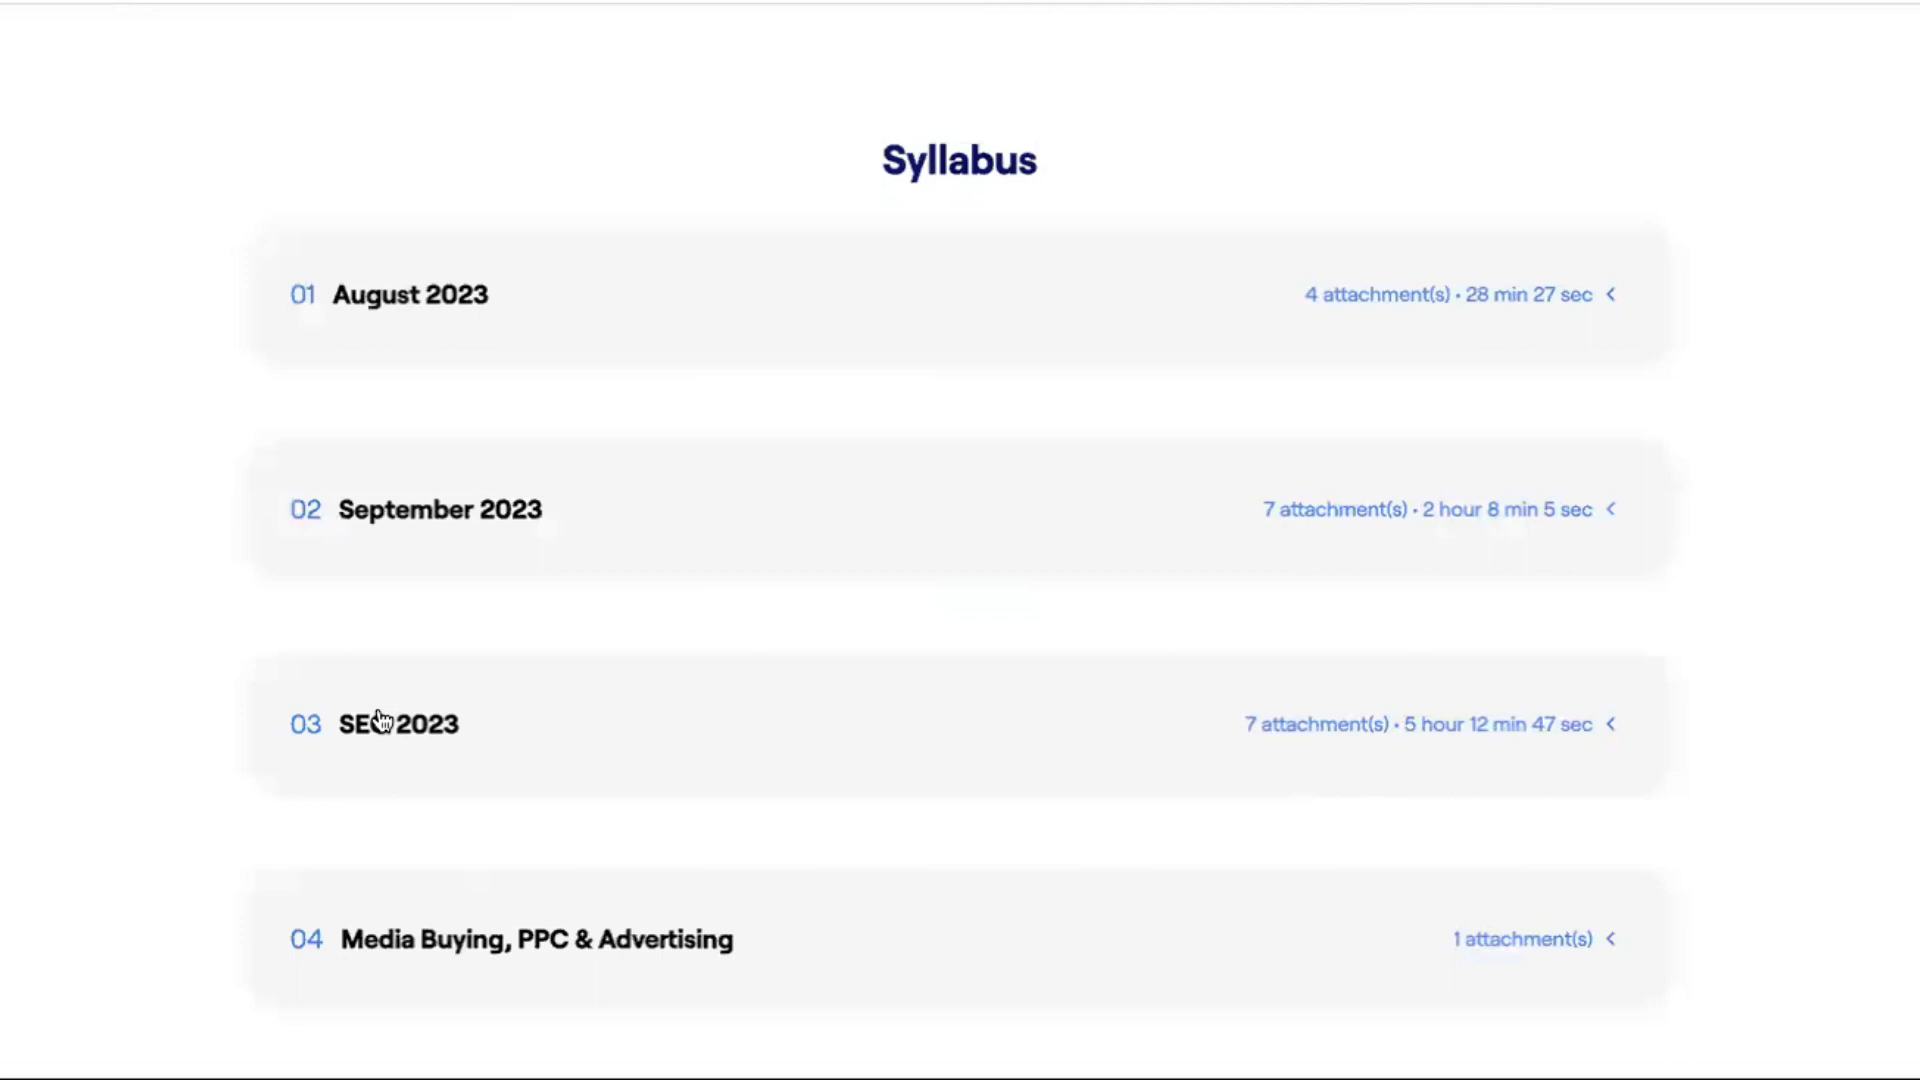 Syllabus
01 August 2023
4 attachment(s) • 28 min 27 sec
02 September 2023
7 attachment(s) • 2 hour 8 min 5 sec
03 SEO 2023
7 attachment(s) • 5 hour 12 min 47 sec
04 Media Buying, PPC & Advertising
1 attachment(s)